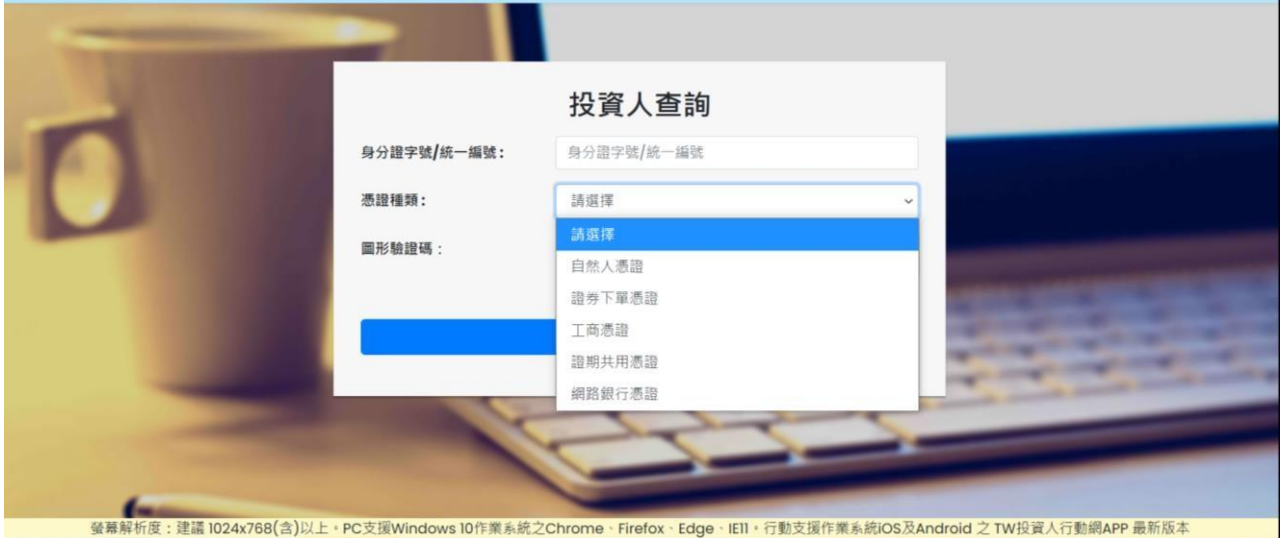 投資人查詢
身分證字號/統一編號：
身分證字號/統一編號
憑證種類：
請選擇
請選擇
圖形驗證碼：
自然人憑證
證券下單憑證
工商憑證
證期共用憑證
網路銀行憑證
螢幕解析度：建議 1024x768(含)以上。PC支援Windows 10作業系統之Chrome、Firefox、Edge、IE11。行動支援作業系統iOS及Android 之 TW投資人行動網APP 最新版本